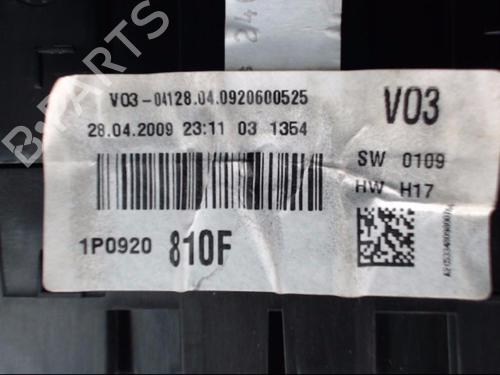 V03-04128.04.0920600525
V03
28.04.2009 23:11 03 1354
SW 0109
HW H17
1P0920 810F
B-PARTS